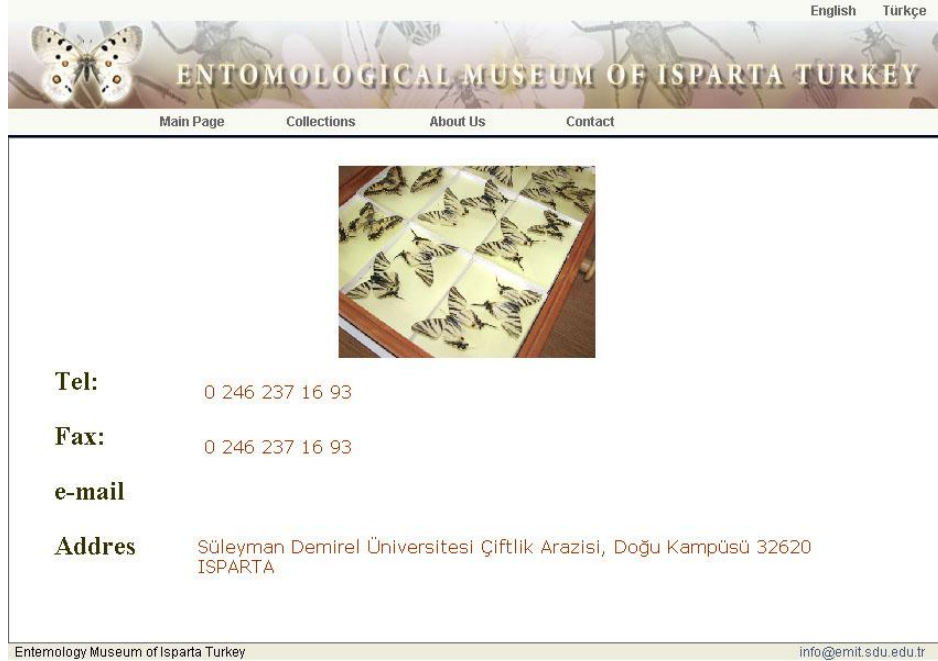 English Türkçe
ENTOMOLOGICAL MUSEUM OF ISPARTA TURKEY
Main Page Collections About Us Contact
Tel: 0 246 237 16 93
Fax: 0 246 237 16 93
e-mail
Addres Süleyman Demirel Üniversitesi Çiftlik Arazisi, Doğu Kampüsü 32620
ISPARTA
Entemology Museum of Isparta Turkey info@emit.sdu.edu.tr